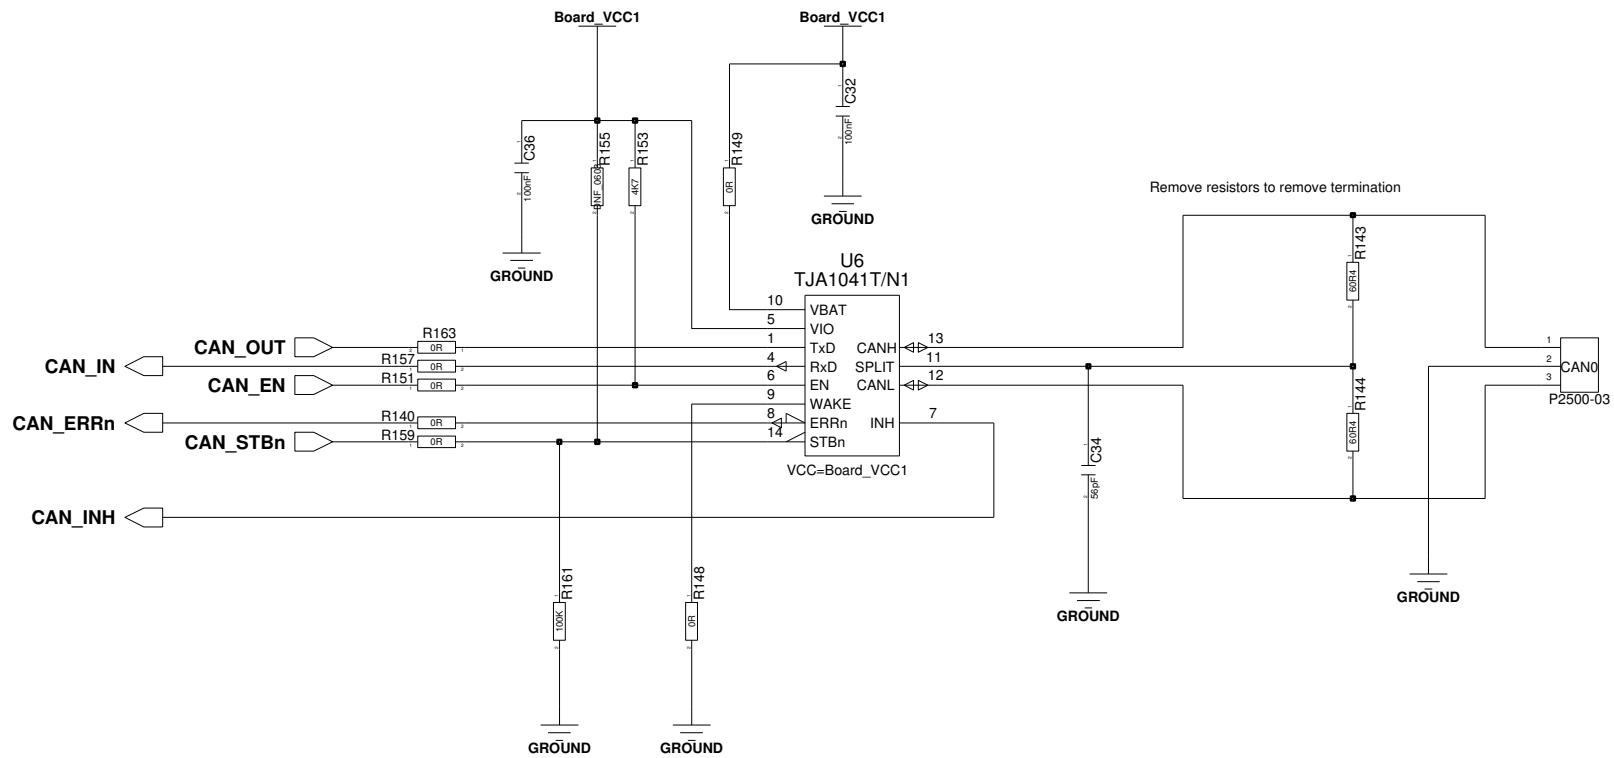 Board_VCC1
Board_VCC1
C36
100nF
R155
DNF_0603
R153
4K7
R149
0R
C32
100nF
GROUND
GROUND
Remove resistors to remove termination
U6
TJA1041T/N1
10 VBAT
5 VIO
1 TxD
4 RxD
6 EN
9 WAKE
8 ERRn
14 STBn
CANH 13
SPLIT 11
CANL 12
INH 7
VCC=Board_VCC1
CAN_OUT
R163
0R
CAN_IN
R157
0R
CAN_EN
R151
0R
CAN_ERRn
R140
0R
CAN_STBn
R159
0R
CAN_INH
R143
60R4
R144
60R4
C34
56pF
1
2
3
CAN0
P2500-03
R161
100K
R148
0R
GROUND
GROUND
GROUND
GROUND